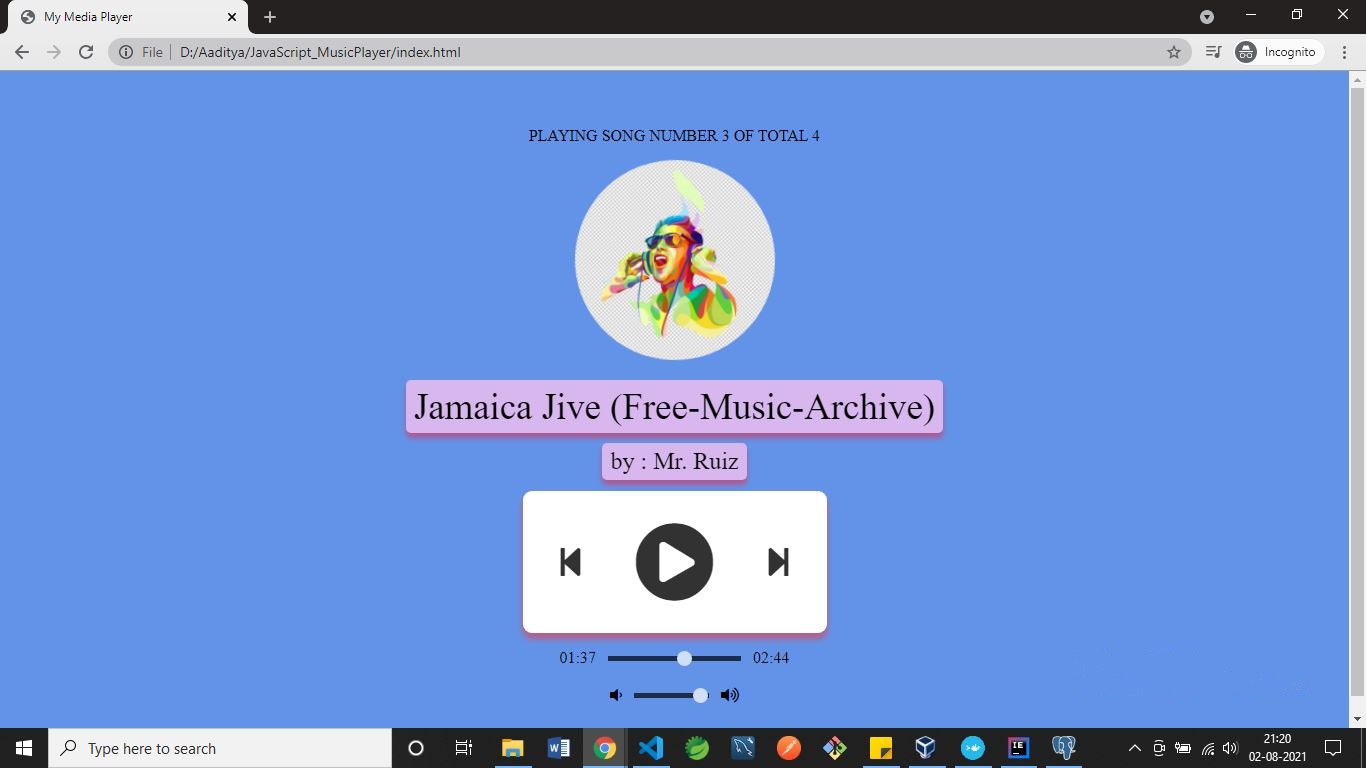 My Media Player
File
D:/Aaditya/JavaScript_MusicPlayer/index.html
Incognito
PLAYING SONG NUMBER 3 OF TOTAL 4
Jamaica Jive (Free-Music-Archive)
by : Mr. Ruiz
01:37
02:44
Type here to search
21:20
02-08-2021